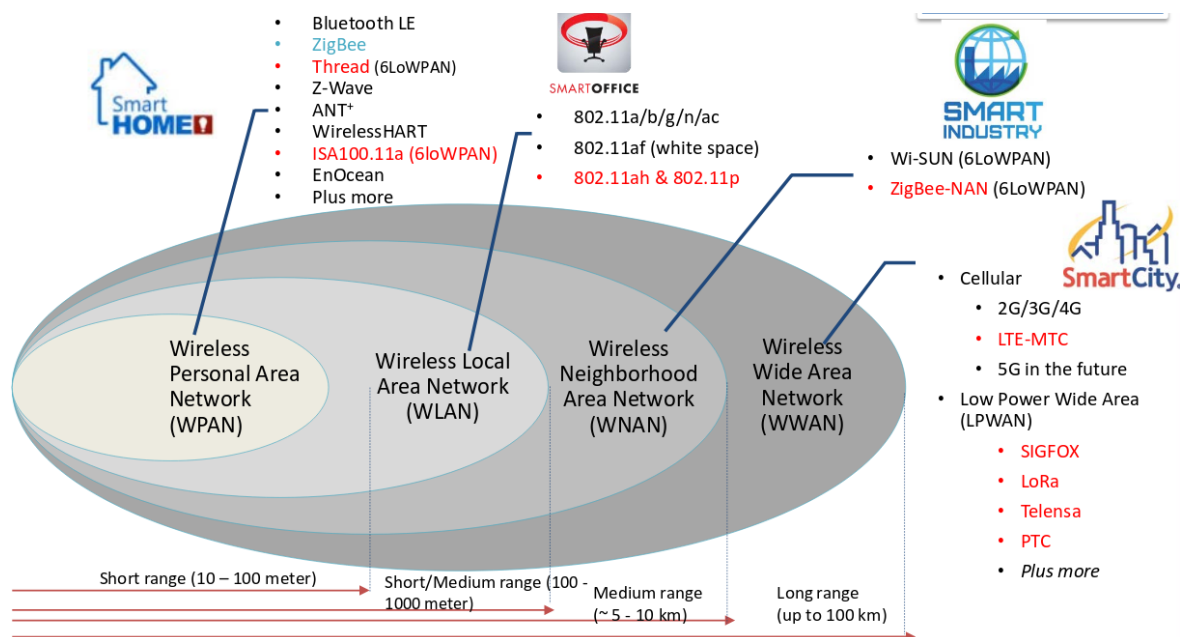 • Bluetooth LE
• ZigBee
• Thread (6LoWPAN)
• Z-Wave
• ANT⁺
• WirelessHART
• ISA100.11a (6loWPAN)
• EnOcean
• Plus more
Smart
HOME
SMARTOFFICE
• 802.11a/b/g/n/ac
• 802.11af (white space)
• 802.11ah & 802.11p
SMART
INDUSTRY
• Wi-SUN (6LoWPAN)
• ZigBee-NAN (6LoWPAN)
SmartCity
• Cellular
• 2G/3G/4G
• LTE-MTC
• 5G in the future
• Low Power Wide Area
(LPWAN)
• SIGFOX
• LoRa
• Telensa
• PTC
• Plus more
Wireless
Personal Area
Network
(WPAN)
Wireless Local
Area Network
(WLAN)
Wireless
Neighborhood
Area Network
(WNAN)
Wireless
Wide Area
Network
(WWAN)
Short range (10 – 100 meter)
Short/Medium range (100 -
1000 meter)
Medium range
(~ 5 - 10 km)
Long range
(up to 100 km)